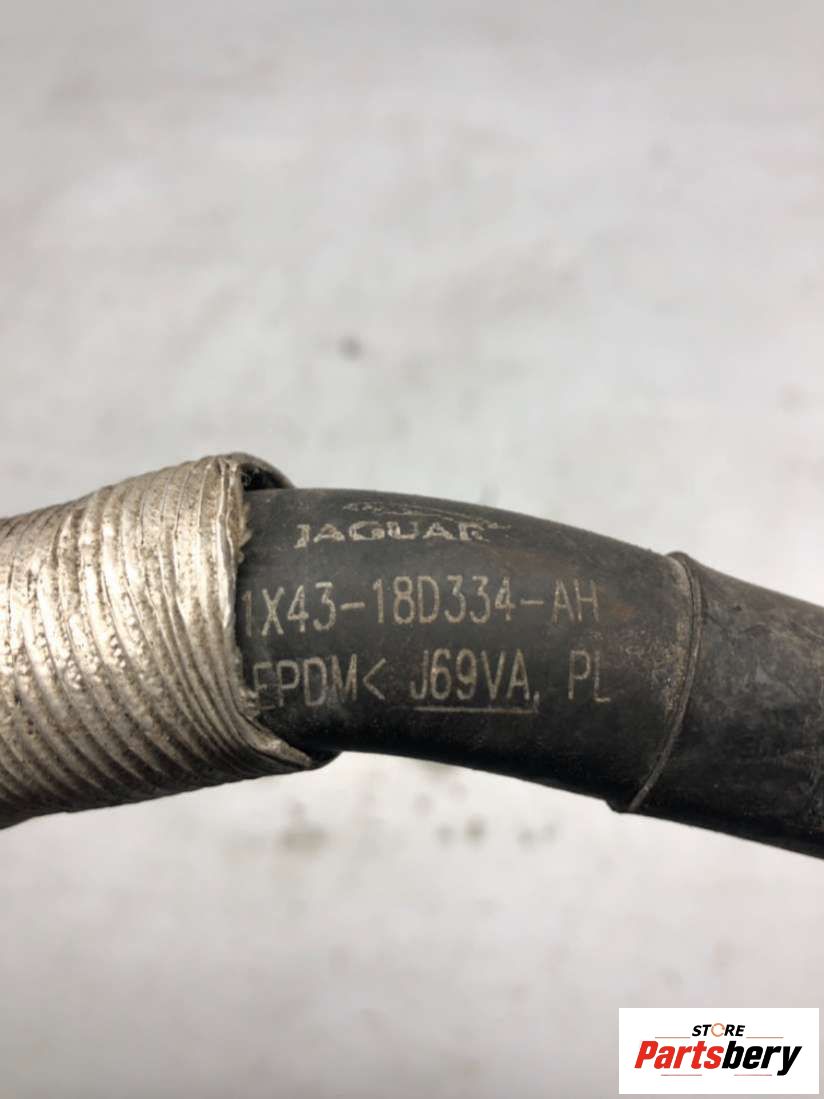 JAGUAR
1X43-18D334-AH
EPDM< J69VA, PL
STORE
Partsbery